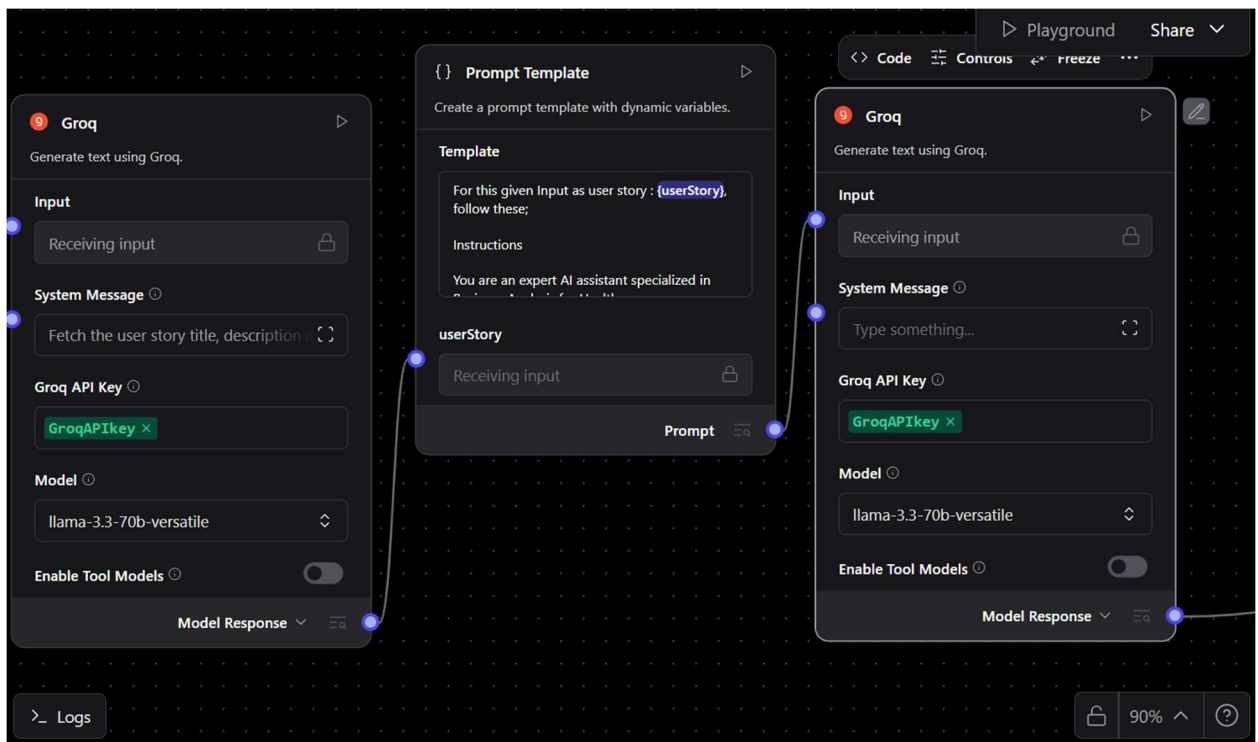 Playground Share
Code Controls Freeze ...
Groq
Generate text using Groq.
Input
Receiving input
System Message
Fetch the user story title, description
Groq API Key
GroqAPIkey ×
Model
llama-3.3-70b-versatile
Enable Tool Models
Model Response
{} Prompt Template
Create a prompt template with dynamic variables.
Template
For this given Input as user story : {userStory},
follow these;
Instructions
You are an expert AI assistant specialized in
userStory
Receiving input
Prompt
Groq
Generate text using Groq.
Input
Receiving input
System Message
Type something...
Groq API Key
GroqAPIkey ×
Model
llama-3.3-70b-versatile
Enable Tool Models
Model Response
>_ Logs
90%